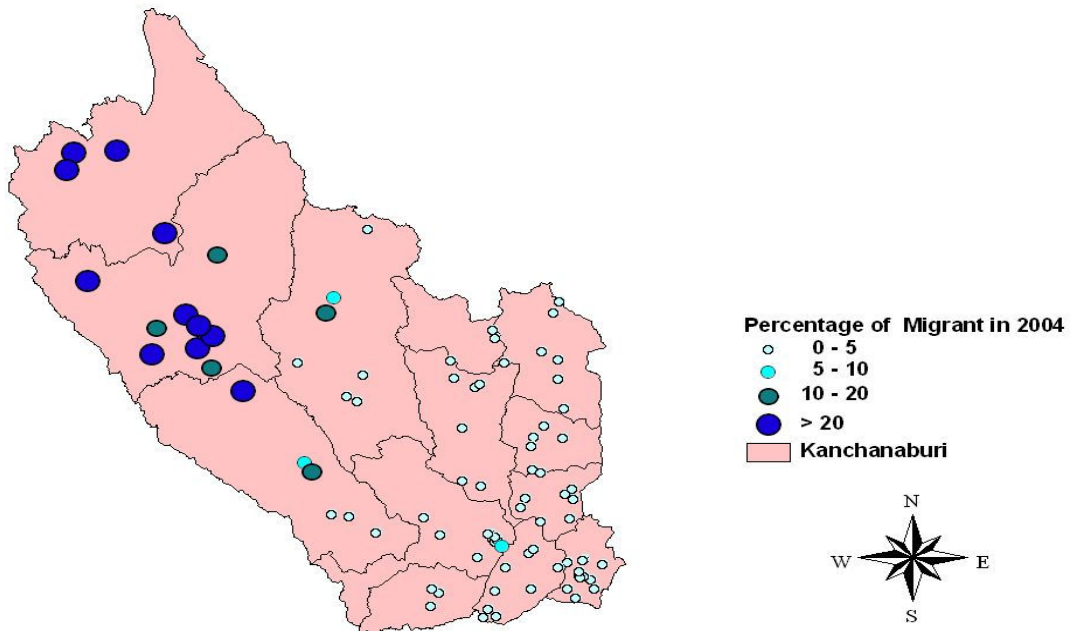 Percentage of Migrant in 2004
0 - 5
5 - 10
10 - 20
> 20
Kanchanaburi
N
W E
S